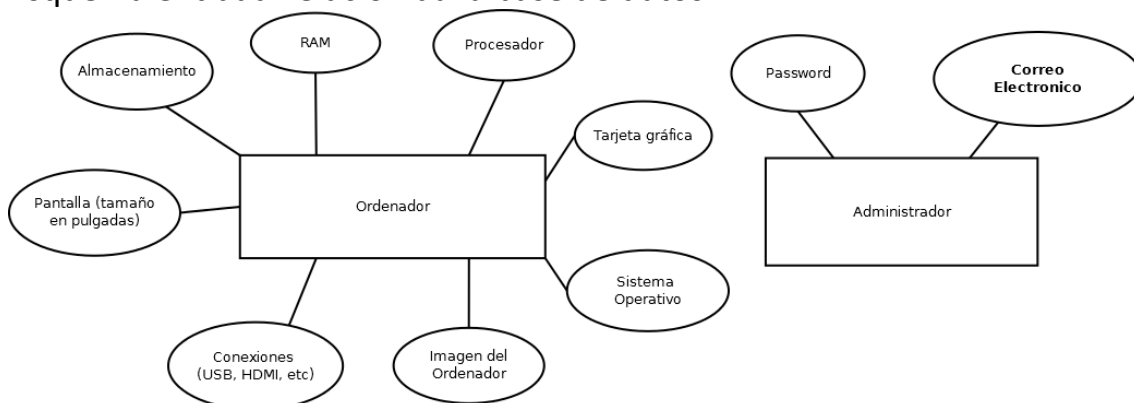 RAM
Procesador
Almacenamiento
Password
Correo
Electronico
Tarjeta gráfica
Pantalla (tamaño
en pulgadas)
Ordenador
Administrador
Sistema
Operativo
Conexiones
(USB, HDMI, etc)
Imagen del
Ordenador